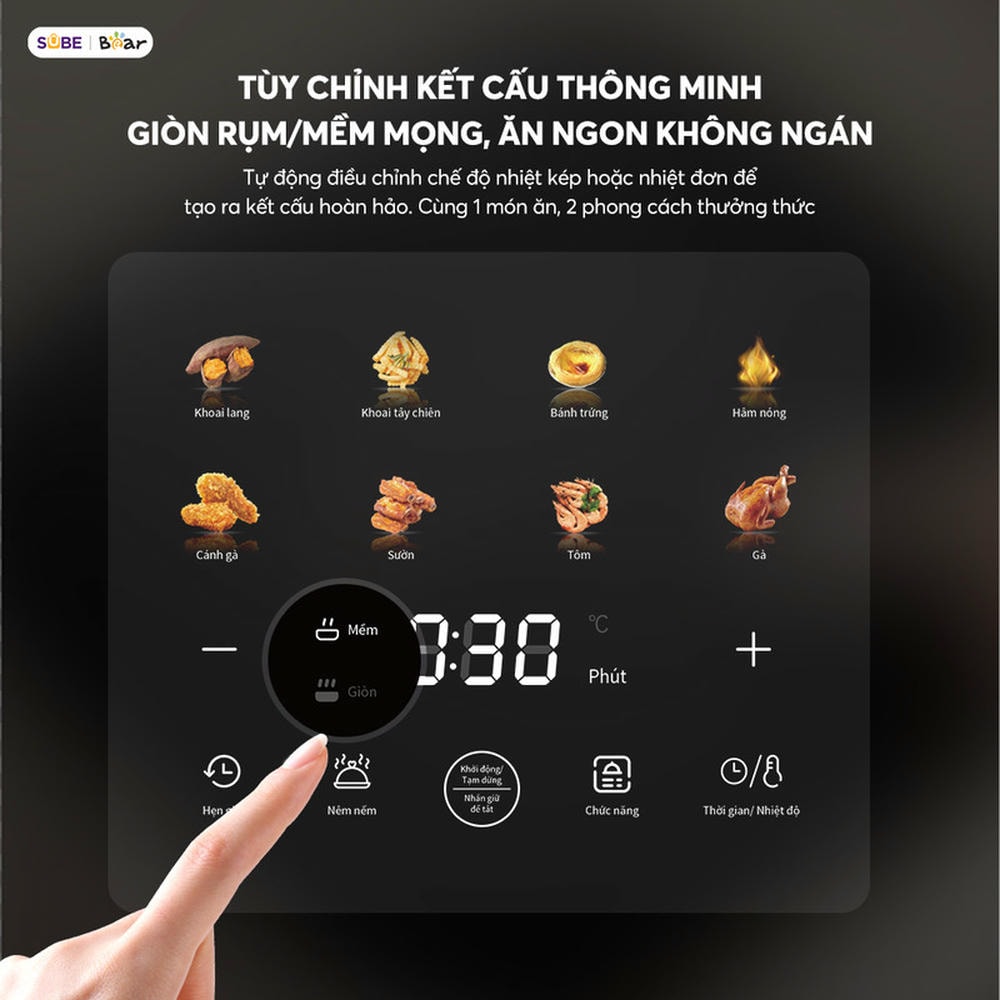 SUBE | Bear
TÙY CHỈNH KẾT CẤU THÔNG MINH
GIÒN RỤM/MỀM MỌNG, ĂN NGON KHÔNG NGÁN
Tự động điều chỉnh chế độ nhiệt kép hoặc nhiệt đơn để
tạo ra kết cấu hoàn hảo. Cùng 1 món ăn, 2 phong cách thưởng thức
Khoai lang
Khoai tây chiên
Bánh trứng
Hâm nóng
Cánh gà
Sườn
Tôm
Gà
Mềm
Giòn
:30
°C
Phút
Hẹn
Nêm nếm
Khởi động/
Tạm dừng
Nhấn giữ
để tắt
Chức năng
Thời gian/ Nhiệt độ